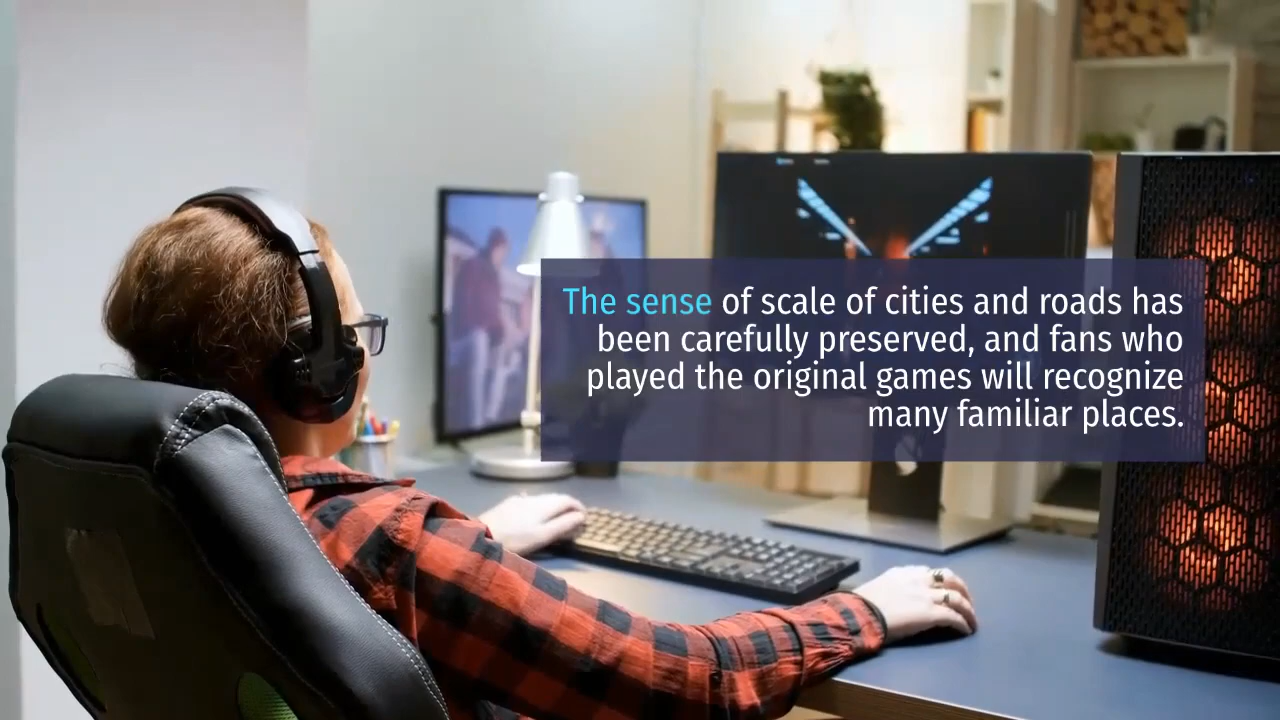 The sense of scale of cities and roads has
been carefully preserved, and fans who
played the original games will recognize
many familiar places.